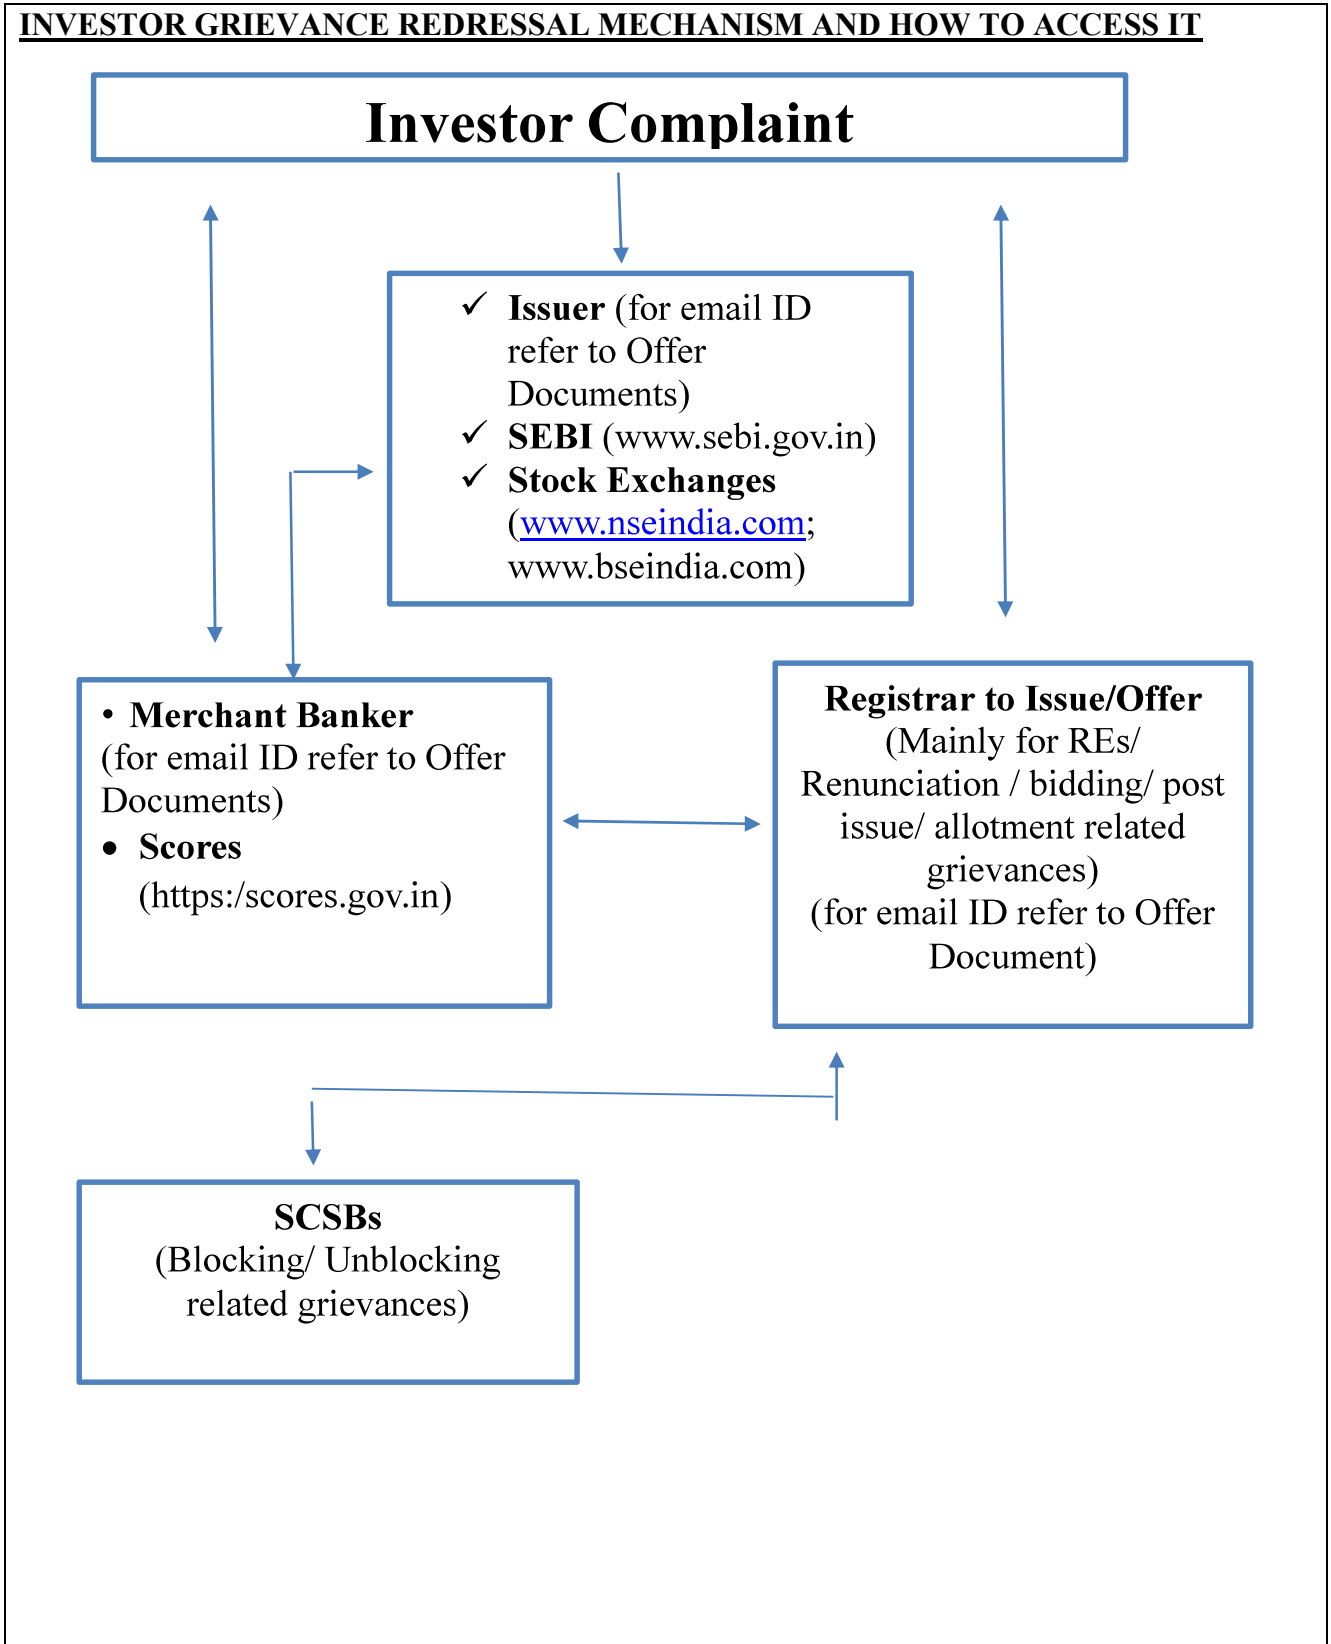 INVESTOR GRIEVANCE REDRESSAL MECHANISM AND HOW TO ACCESS IT
Investor Complaint
✓ Issuer (for email ID
refer to Offer
Documents)
✓ SEBI (www.sebi.gov.in)
✓ Stock Exchanges
(www.nseindia.com;
www.bseindia.com)
• Merchant Banker
(for email ID refer to Offer
Documents)
• Scores
(https:/scores.gov.in)
Registrar to Issue/Offer
(Mainly for REs/
Renunciation / bidding/ post
issue/ allotment related
grievances)
(for email ID refer to Offer
Document)
SCSBs
(Blocking/ Unblocking
related grievances)